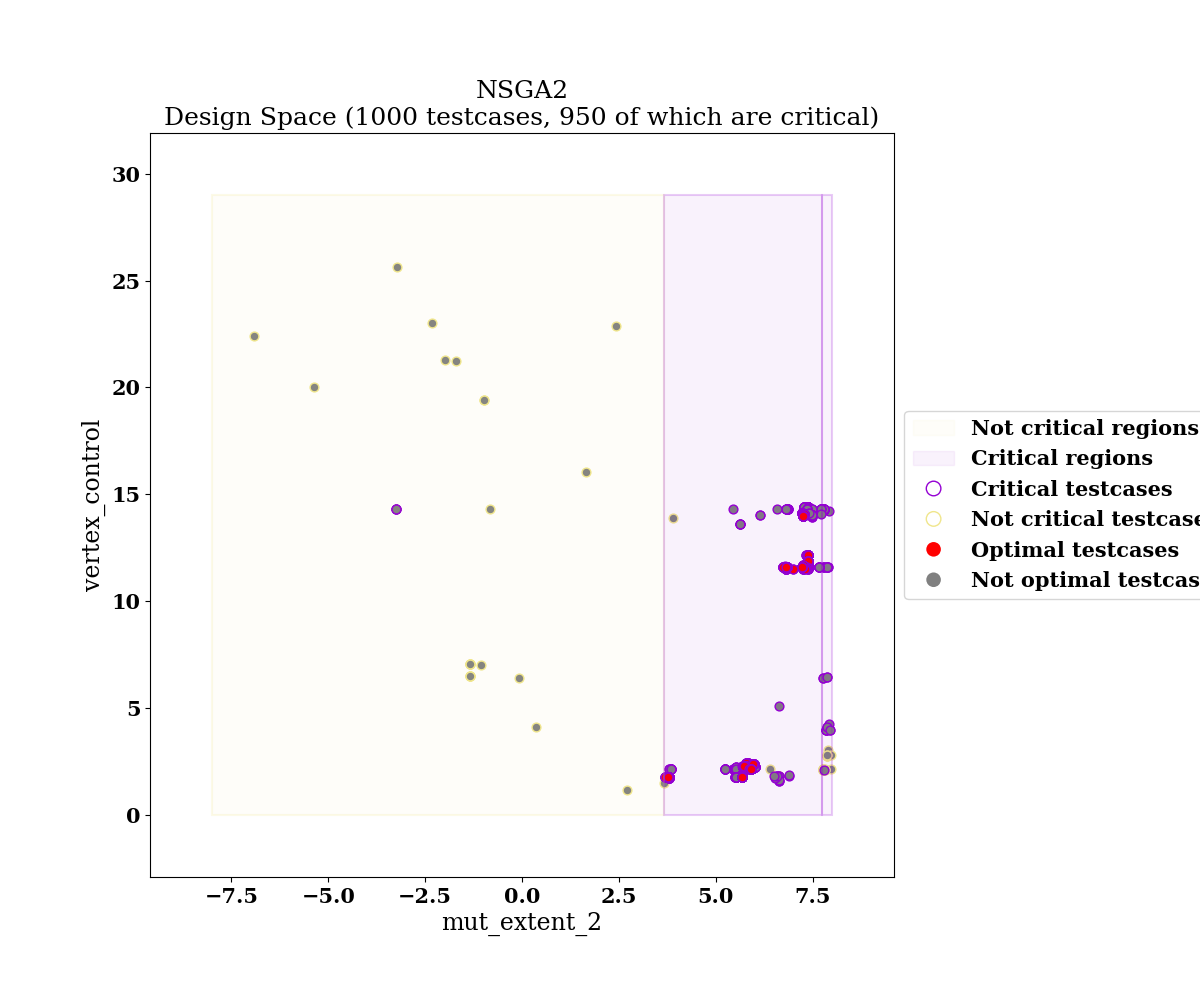 NSGA2
Design Space (1000 testcases, 950 of which are critical)
30
25
20
15
10
5
0
vertex_control
−7.5 −5.0 −2.5 0.0 2.5 5.0 7.5
mut_extent_2
Not critical regions
Critical regions
Critical testcases
Not critical testcase
Optimal testcases
Not optimal testcas